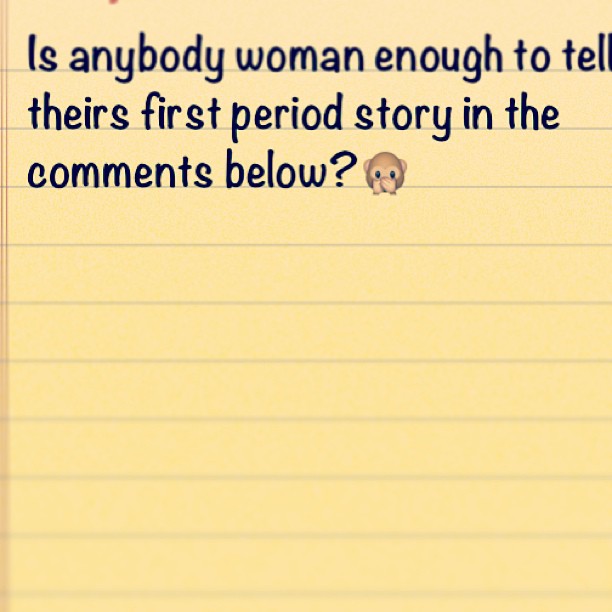 Is anybody woman enough to tell
theirs first period story in the
comments below?🙊